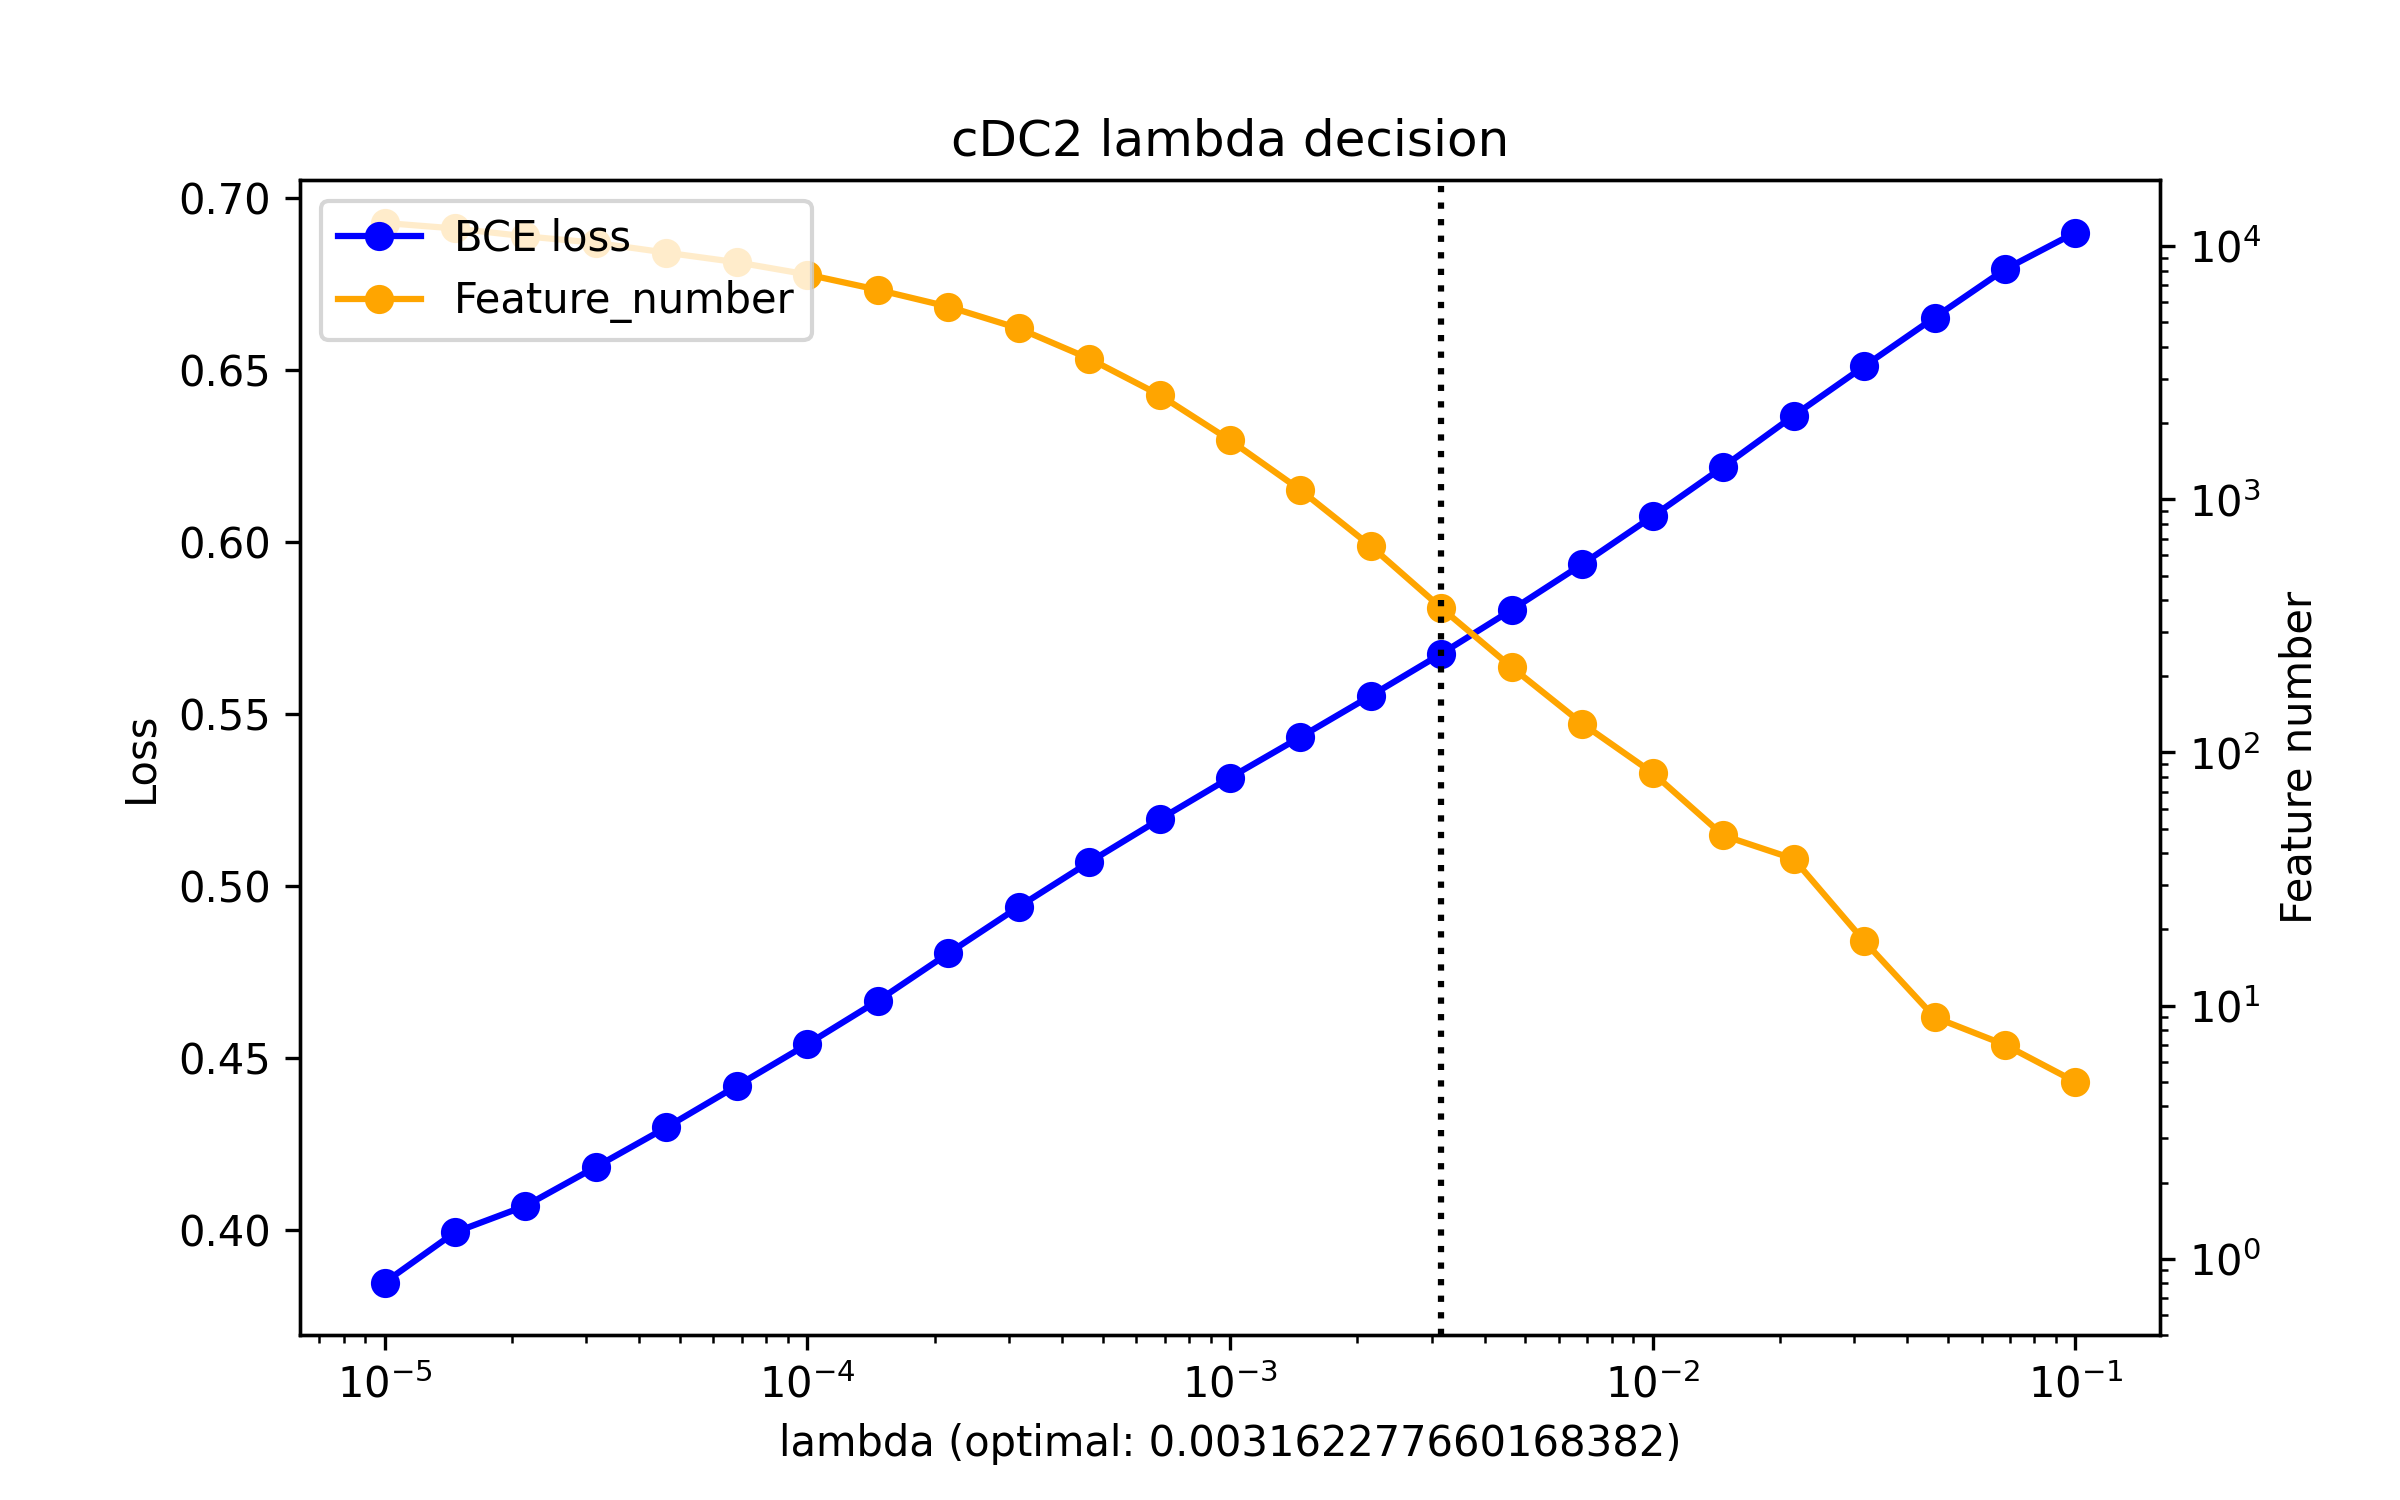 cDC2 lambda decision
BCE loss
Feature_number
0.70
0.65
0.60
0.55
0.50
0.45
0.40
Loss
10⁴
10³
10²
10¹
10⁰
Feature number
10⁻⁵ 10⁻⁴ 10⁻³ 10⁻² 10⁻¹
lambda (optimal: 0.0031622776601683​82)